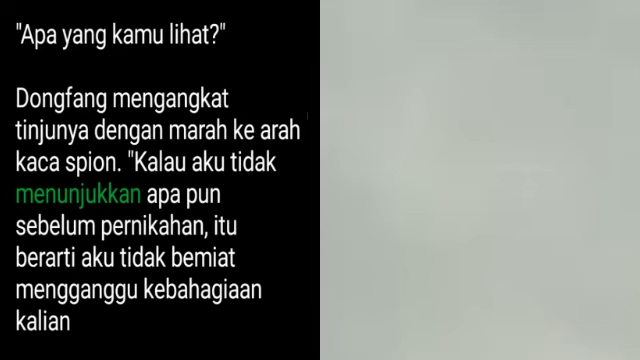 "Apa yang kamu lihat?"
Dongfang mengangkat
tinjunya dengan marah ke arah
kaca spion. "Kalau aku tidak
menunjukkan apa pun
sebelum pernikahan, itu
berarti aku tidak bemiat
mengganggu kebahagiaan
kalian